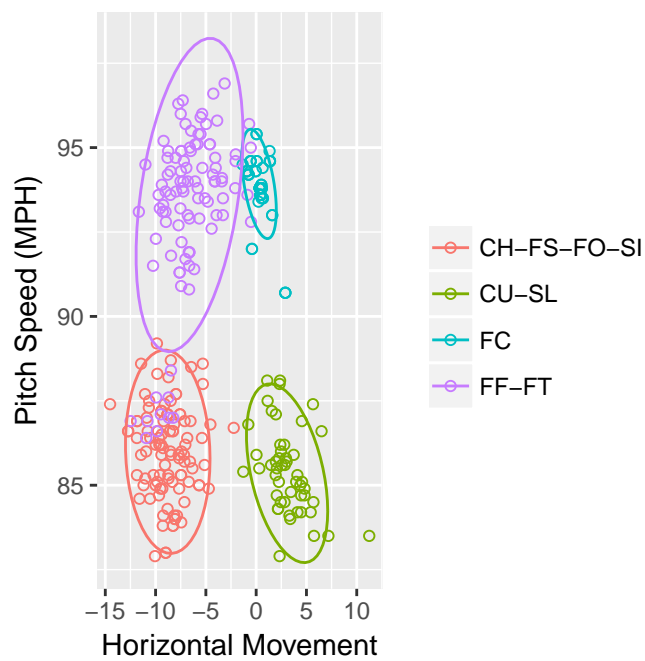 Pitch Speed (MPH)
95
90
85
−15 −10 −5 0 5 10
Horizontal Movement
CH−FS−FO−SI
CU−SL
FC
FF−FT